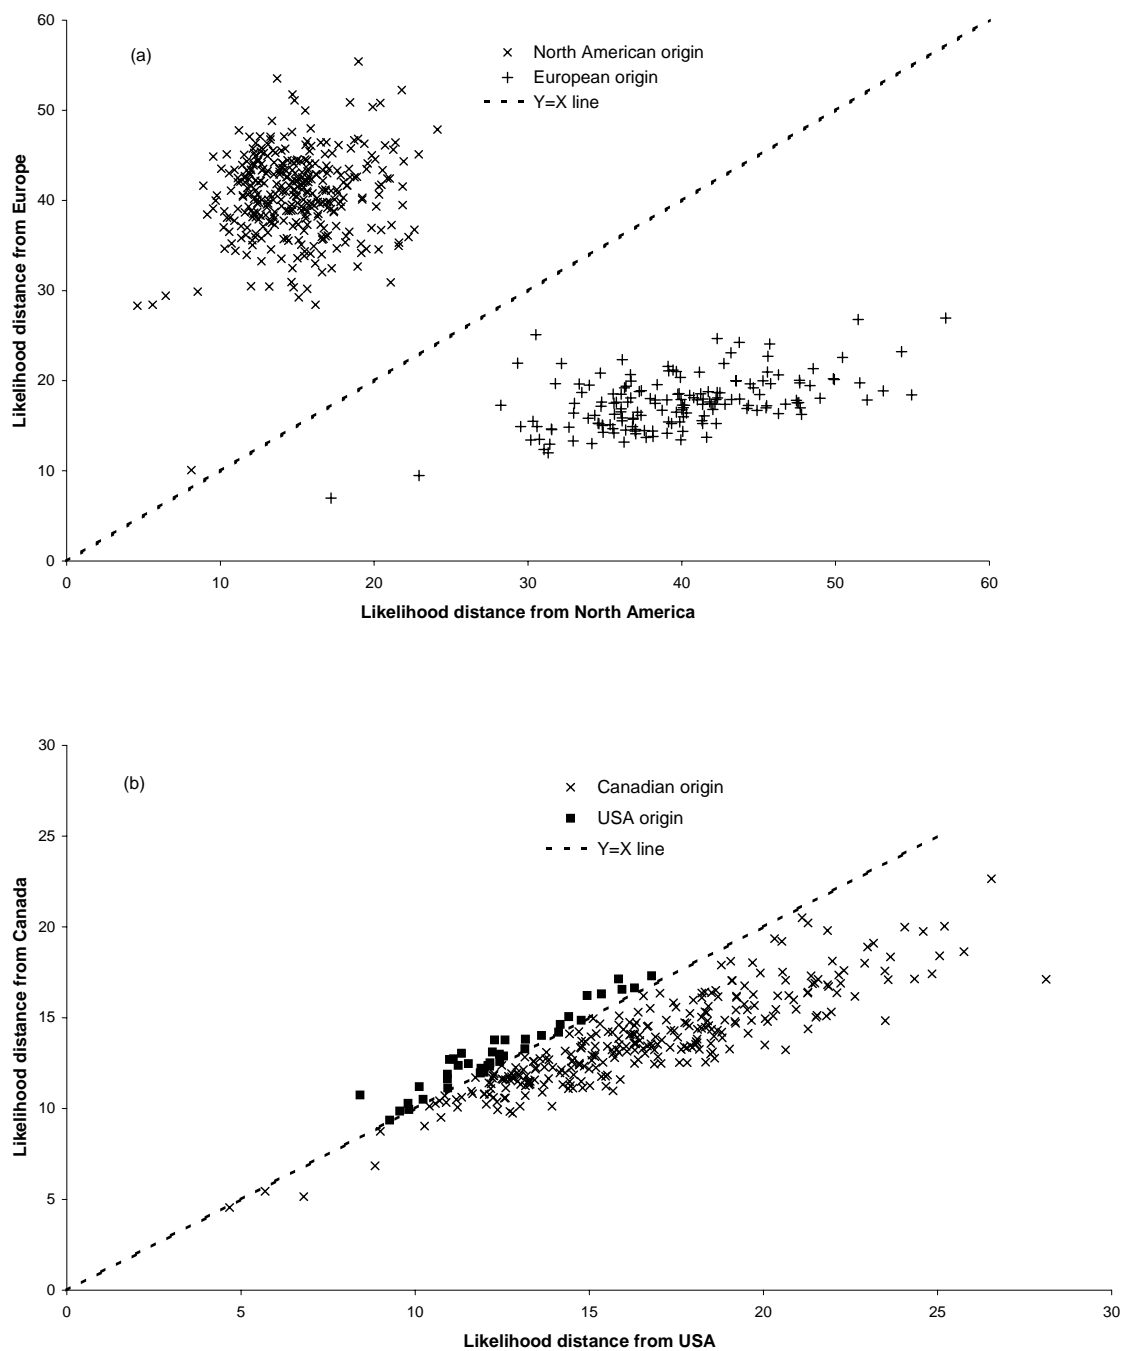 60
(a)
North American origin
European origin
Y=X line
50
40
30
20
10
0
Likelihood distance from Europe
0 10 20 30 40 50 60
Likelihood distance from North America
30
(b)
Canadian origin
USA origin
Y=X line
25
20
15
10
5
0
Likelihood distance from Canada
0 5 10 15 20 25 30
Likelihood distance from USA